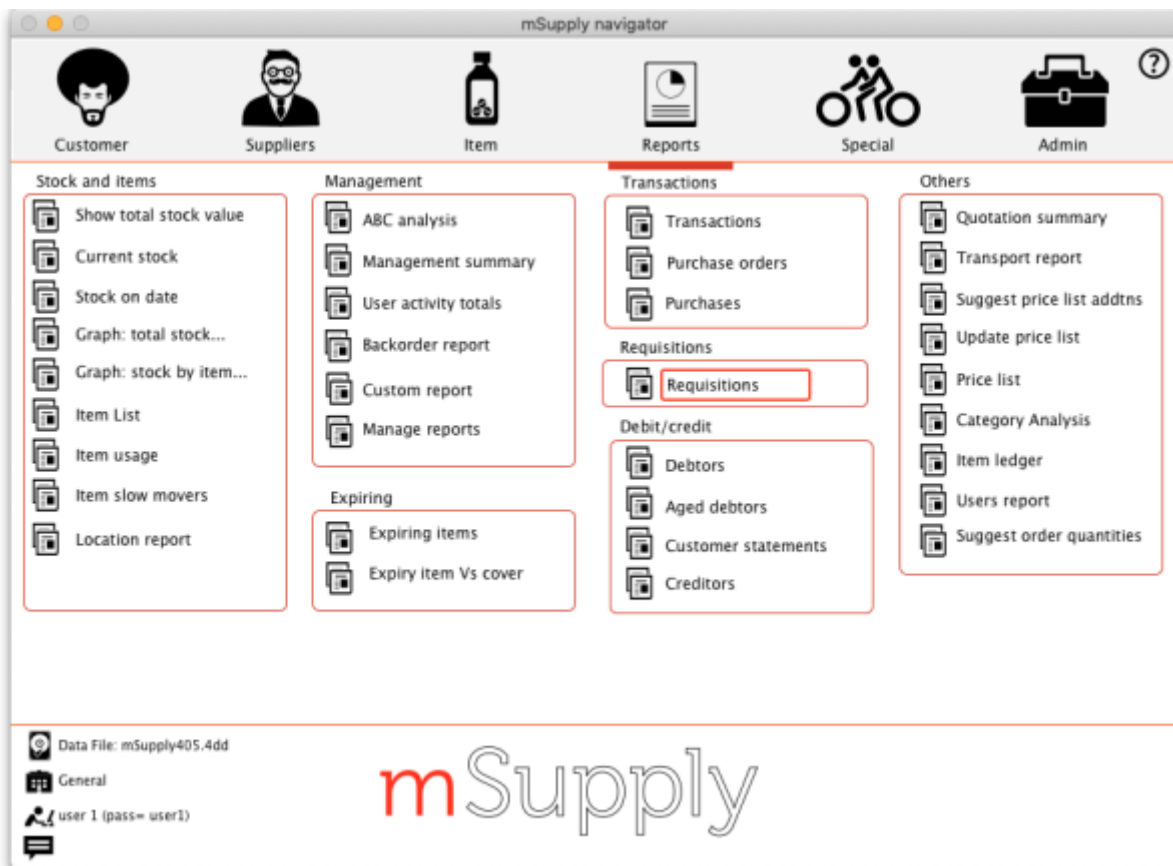 mSupply navigator
?
Customer
Suppliers
Item
Reports
Special
Admin
Stock and items
Show total stock value
Current stock
Stock on date
Graph: total stock...
Graph: stock by item...
Item List
Item usage
Item slow movers
Location report
Management
ABC analysis
Management summary
User activity totals
Backorder report
Custom report
Manage reports
Expiring
Expiring items
Expiry item Vs cover
Transactions
Transactions
Purchase orders
Purchases
Requisitions
Requisitions
Debit/credit
Debtors
Aged debtors
Customer statements
Creditors
Others
Quotation summary
Transport report
Suggest price list addtns
Update price list
Price list
Category Analysis
Item ledger
Users report
Suggest order quantities
Data File: mSupply405.4dd
General
user 1 (pass= user1)
mSupply